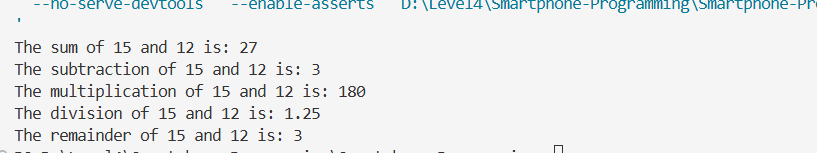 --no-serve-devtools --enable-asserts D:\Level4\Smartphone-Programming\Smartphone-Pr
'
The sum of 15 and 12 is: 27
The subtraction of 15 and 12 is: 3
The multiplication of 15 and 12 is: 180
The division of 15 and 12 is: 1.25
The remainder of 15 and 12 is: 3